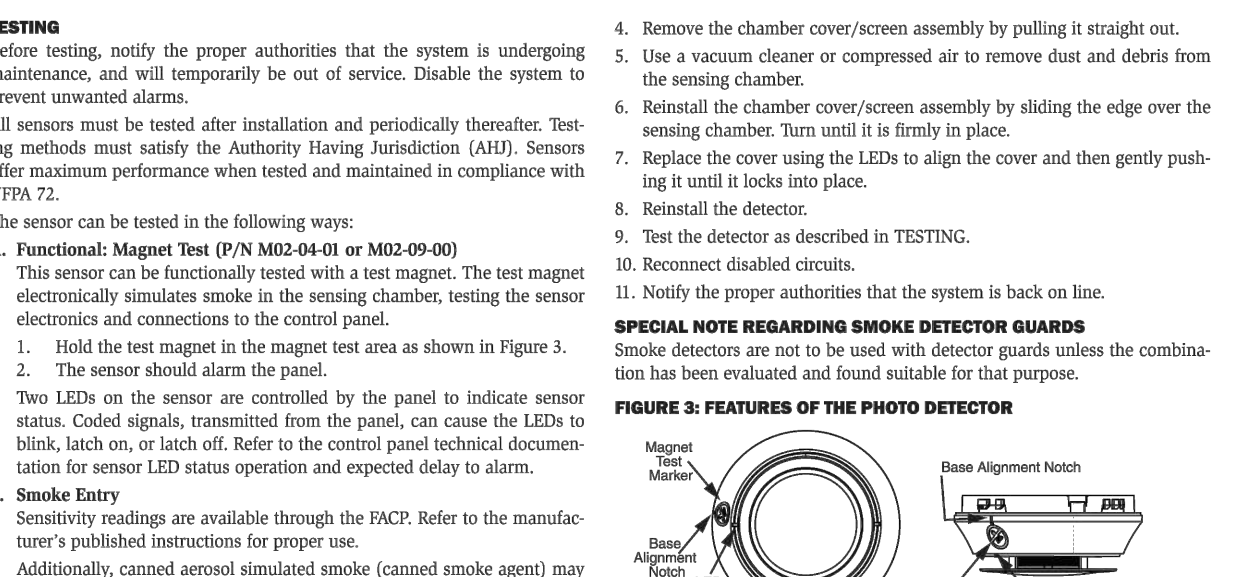 ESTING
efore testing, notify the proper authorities that the system is undergoing
aintenance, and will temporarily be out of service. Disable the system to
revent unwanted alarms.
ll sensors must be tested after installation and periodically thereafter. Test-
ng methods must satisfy the Authority Having Jurisdiction (AHJ). Sensors
ffer maximum performance when tested and maintained in compliance with
FPA 72.
he sensor can be tested in the following ways:
. Functional: Magnet Test (P/N M02-04-01 or M02-09-00)
This sensor can be functionally tested with a test magnet. The test magnet
electronically simulates smoke in the sensing chamber, testing the sensor
electronics and connections to the control panel.
1. Hold the test magnet in the magnet test area as shown in Figure 3.
2. The sensor should alarm the panel.
Two LEDs on the sensor are controlled by the panel to indicate sensor
status. Coded signals, transmitted from the panel, can cause the LEDs to
blink, latch on, or latch off. Refer to the control panel technical documen-
tation for sensor LED status operation and expected delay to alarm.
. Smoke Entry
Sensitivity readings are available through the FACP. Refer to the manufac-
turer's published instructions for proper use.
Additionally, canned aerosol simulated smoke (canned smoke agent) may
4. Remove the chamber cover/screen assembly by pulling it straight out.
5. Use a vacuum cleaner or compressed air to remove dust and debris from
the sensing chamber.
6. Reinstall the chamber cover/screen assembly by sliding the edge over the
sensing chamber. Turn until it is firmly in place.
7. Replace the cover using the LEDs to align the cover and then gently push-
ing it until it locks into place.
8. Reinstall the detector.
9. Test the detector as described in TESTING.
10. Reconnect disabled circuits.
11. Notify the proper authorities that the system is back on line.
SPECIAL NOTE REGARDING SMOKE DETECTOR GUARDS
Smoke detectors are not to be used with detector guards unless the combina-
tion has been evaluated and found suitable for that purpose.
FIGURE 3: FEATURES OF THE PHOTO DETECTOR
Magnet
Test
Marker
Base
Alignment
Notch
Base Alignment Notch